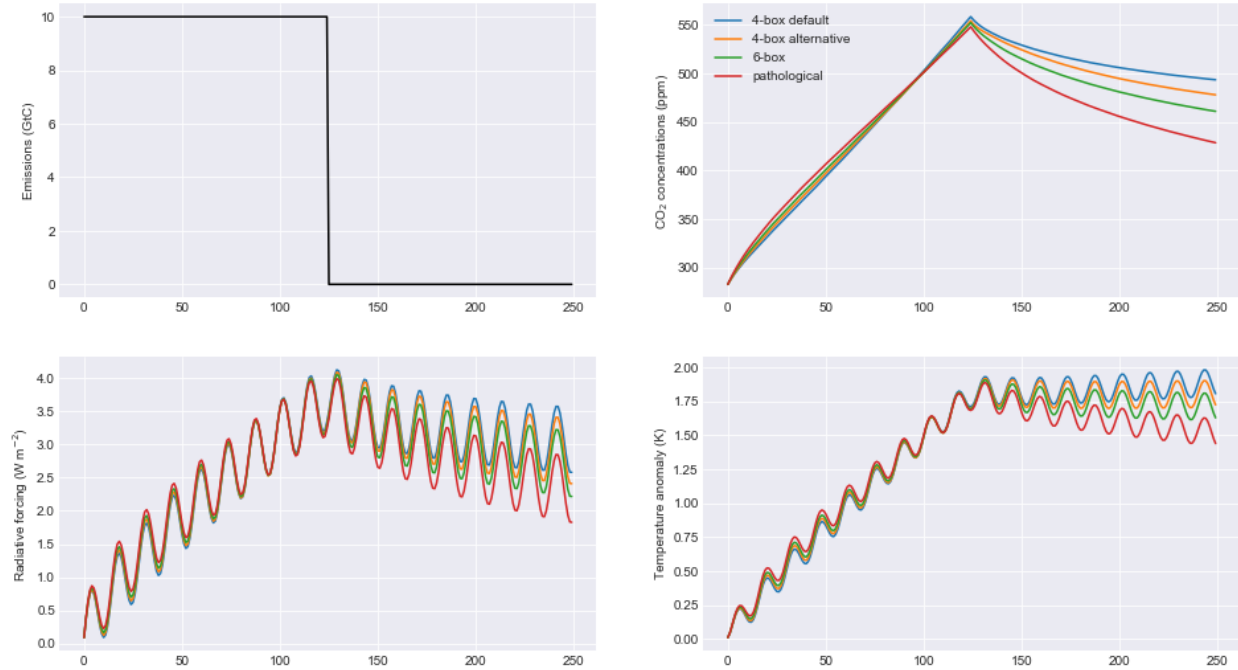 10
8
6
4
2
0
Emissions (GtC)
0 50 100 150 200 250
550
500
450
400
350
300
CO₂ concentrations (ppm)
4-box default
4-box alternative
6-box
pathological
0 50 100 150 200 250
4.0
3.5
3.0
2.5
2.0
1.5
1.0
0.5
0.0
Radiative forcing (W m⁻²)
0 50 100 150 200 250
2.00
1.75
1.50
1.25
1.00
0.75
0.50
0.25
0.00
Temperature anomaly (K)
0 50 100 150 200 250